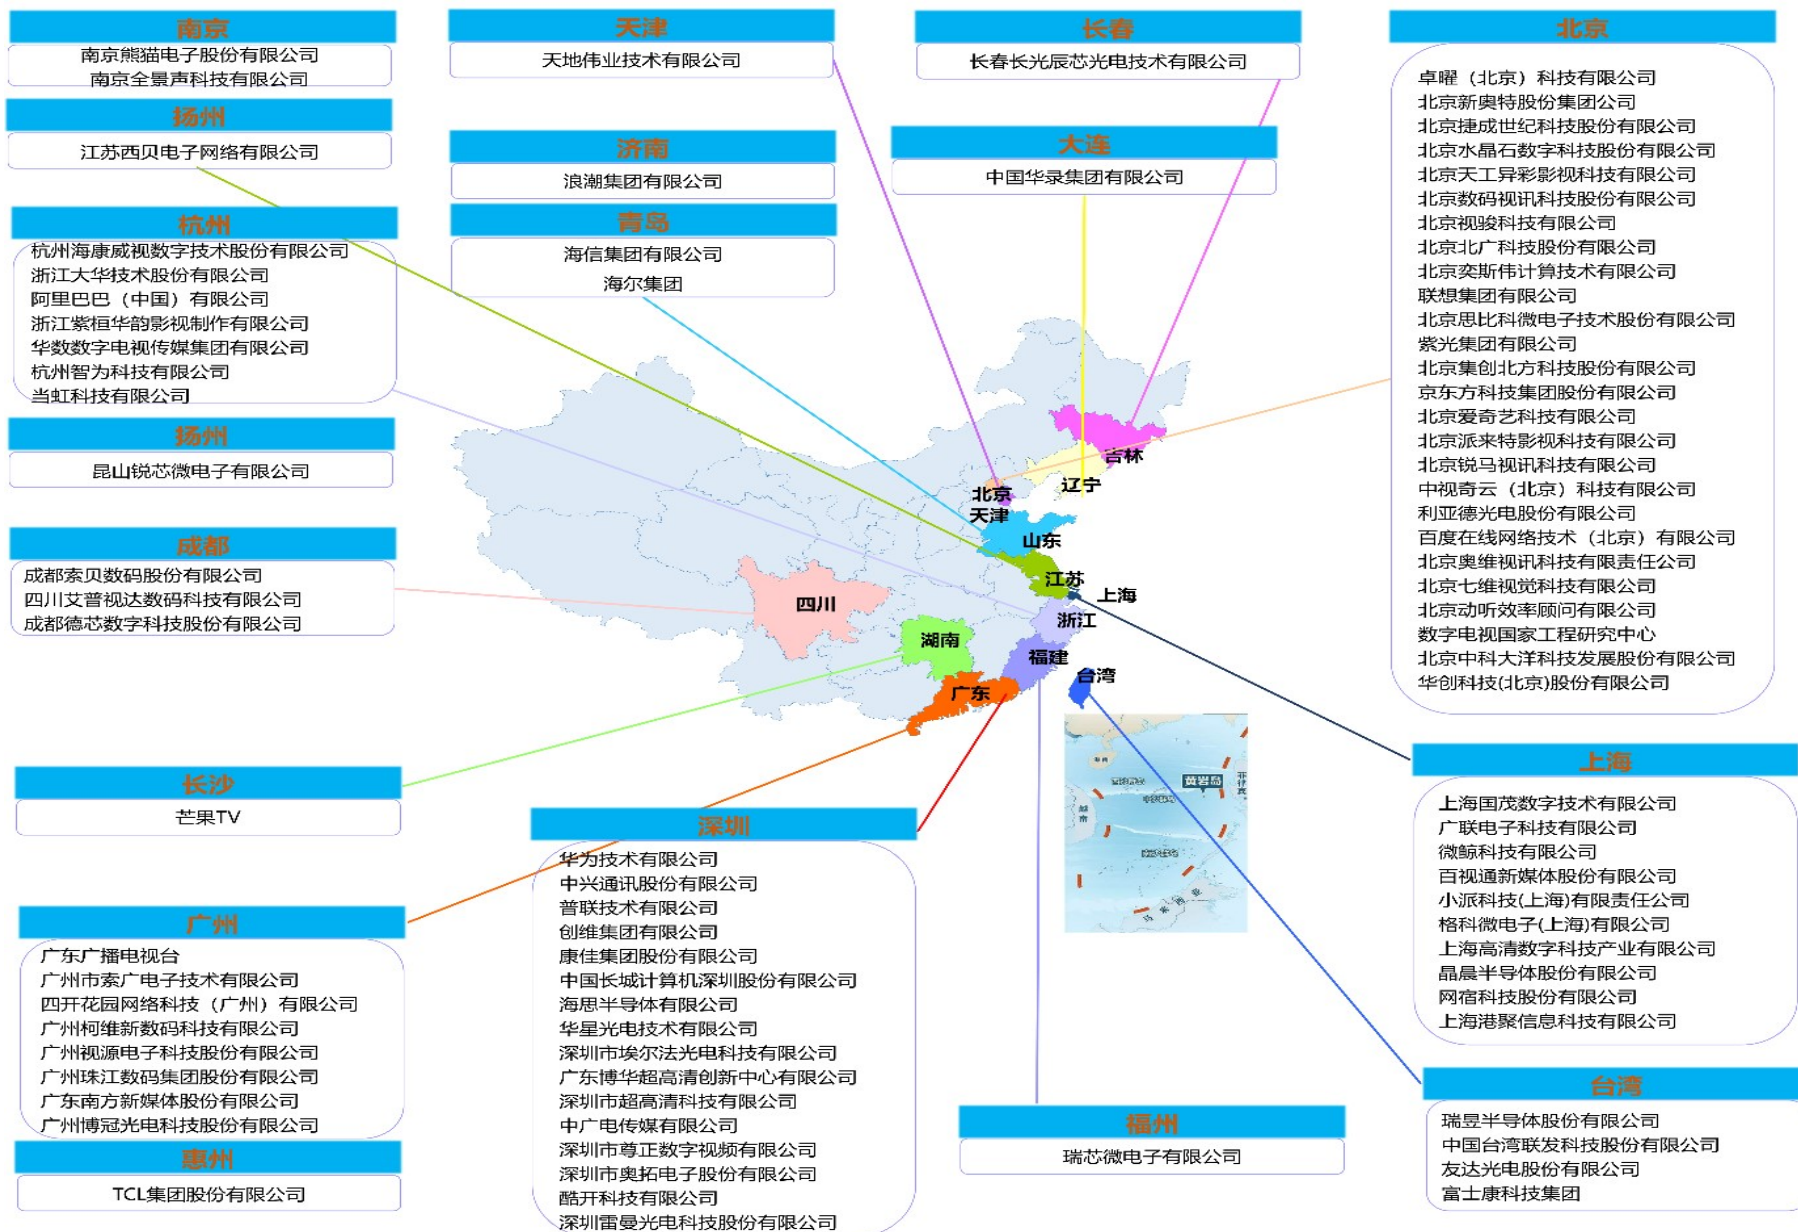 南京
南京熊猫电子股份有限公司
南京全景声科技有限公司
扬州
江苏西贝电子网络有限公司
杭州
杭州海康威视数字技术股份有限公司
浙江大华技术股份有限公司
阿里巴巴（中国）有限公司
浙江紫桓华韵影视制作有限公司
华数数字电视传媒集团有限公司
杭州智为科技有限公司
当虹科技有限公司
扬州
昆山锐芯微电子有限公司
成都
成都索贝数码股份有限公司
四川艾普视达数码科技有限公司
成都德芯数字科技股份有限公司
长沙
芒果TV
广州
广东广播电视台
广州市索广电子技术有限公司
四开花园网络科技（广州）有限公司
广州柯维新数码科技有限公司
广州视源电子科技股份有限公司
广州珠江数码集团股份有限公司
广东南方新媒体股份有限公司
广州博冠光电科技股份有限公司
惠州
TCL集团股份有限公司
天津
天地伟业技术有限公司
济南
浪潮集团有限公司
青岛
海信集团有限公司
海尔集团
长春
长春长光辰芯光电技术有限公司
大连
中国华录集团有限公司
吉林
辽宁
北京
天津
山东
江苏
上海
浙江
四川
湖南
福建
台湾
广东
黄岩岛
深圳
华为技术有限公司
中兴通讯股份有限公司
普联技术有限公司
创维集团有限公司
康佳集团股份有限公司
中国长城计算机深圳股份有限公司
海思半导体有限公司
华星光电技术有限公司
深圳市埃尔法光电科技有限公司
广东博华超高清创新中心有限公司
深圳市超高清科技有限公司
中广电传媒有限公司
深圳市尊正数字视频有限公司
深圳市奥拓电子股份有限公司
酷开科技有限公司
深圳雷曼光电科技股份有限公司
福州
瑞芯微电子有限公司
北京
卓曜（北京）科技有限公司
北京新奥特股份集团公司
北京捷成世纪科技股份有限公司
北京水晶石数字科技股份有限公司
北京天工异彩影视科技有限公司
北京数码视讯科技股份有限公司
北京视骏科技有限公司
北京北广科技股份有限公司
北京奕斯伟计算技术有限公司
联想集团有限公司
北京思比科微电子技术股份有限公司
紫光集团有限公司
北京集创北方科技股份有限公司
京东方科技集团股份有限公司
北京爱奇艺科技有限公司
北京派来特影视科技有限公司
北京锐马视讯科技有限公司
中视奇云（北京）科技有限公司
利亚德光电股份有限公司
百度在线网络技术（北京）有限公司
北京奥维视讯科技有限责任公司
北京七维视觉科技有限公司
北京动听效率顾问有限公司
数字电视国家工程研究中心
北京中科大洋科技发展股份有限公司
华创科技(北京)股份有限公司
上海
上海国茂数字技术有限公司
广联电子科技有限公司
微鲸科技有限公司
百视通新媒体股份有限公司
小派科技(上海)有限责任公司
格科微电子(上海)有限公司
上海高清数字科技产业有限公司
晶晨半导体股份有限公司
网宿科技股份有限公司
上海港聚信息科技有限公司
台湾
瑞昱半导体股份有限公司
中国台湾联发科技股份有限公司
友达光电股份有限公司
富士康科技集团